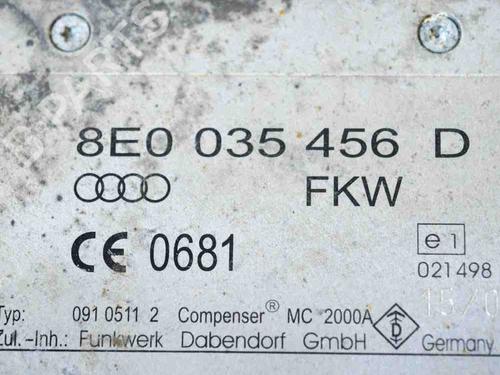 8E0 035 456 D
FKW
CE 0681
e1
021498
Typ: 091 0511 2 Compenser® MC 2000A
Zul.-Inh.: Funkwerk Dabendorf GmbH D Germany